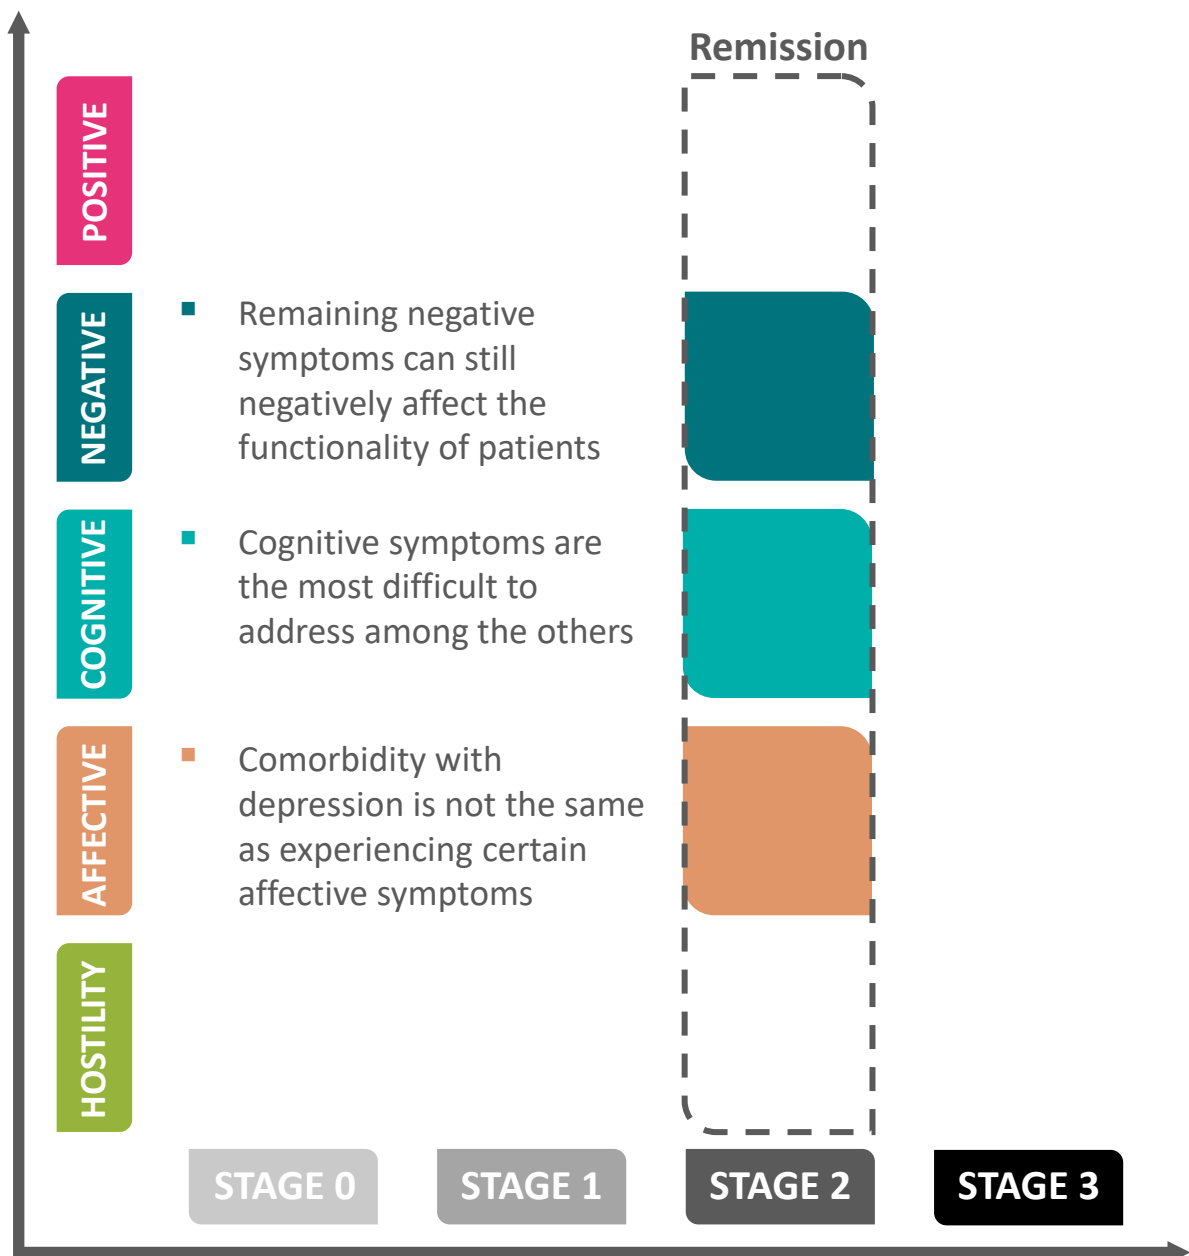 Remission
POSITIVE
NEGATIVE
Remaining negative
symptoms can still
negatively affect the
functionality of patients
COGNITIVE
Cognitive symptoms are
the most difficult to
address among the others
AFFECTIVE
Comorbidity with
depression is not the same
as experiencing certain
affective symptoms
HOSTILITY
STAGE 0
STAGE 1
STAGE 2
STAGE 3